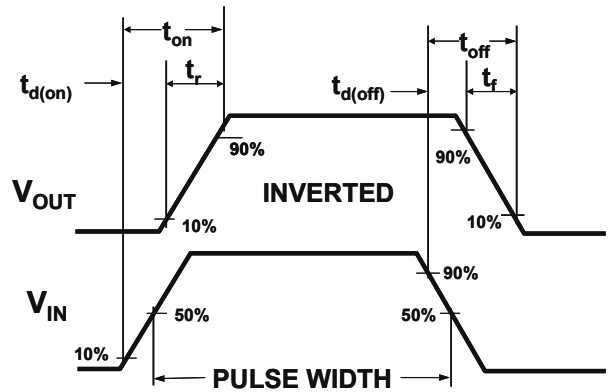 t_on
t_off
t_d(on)
t_r
t_d(off)
t_f
90%
90%
V_OUT
INVERTED
10%
10%
90%
V_IN
50%
50%
10%
PULSE WIDTH